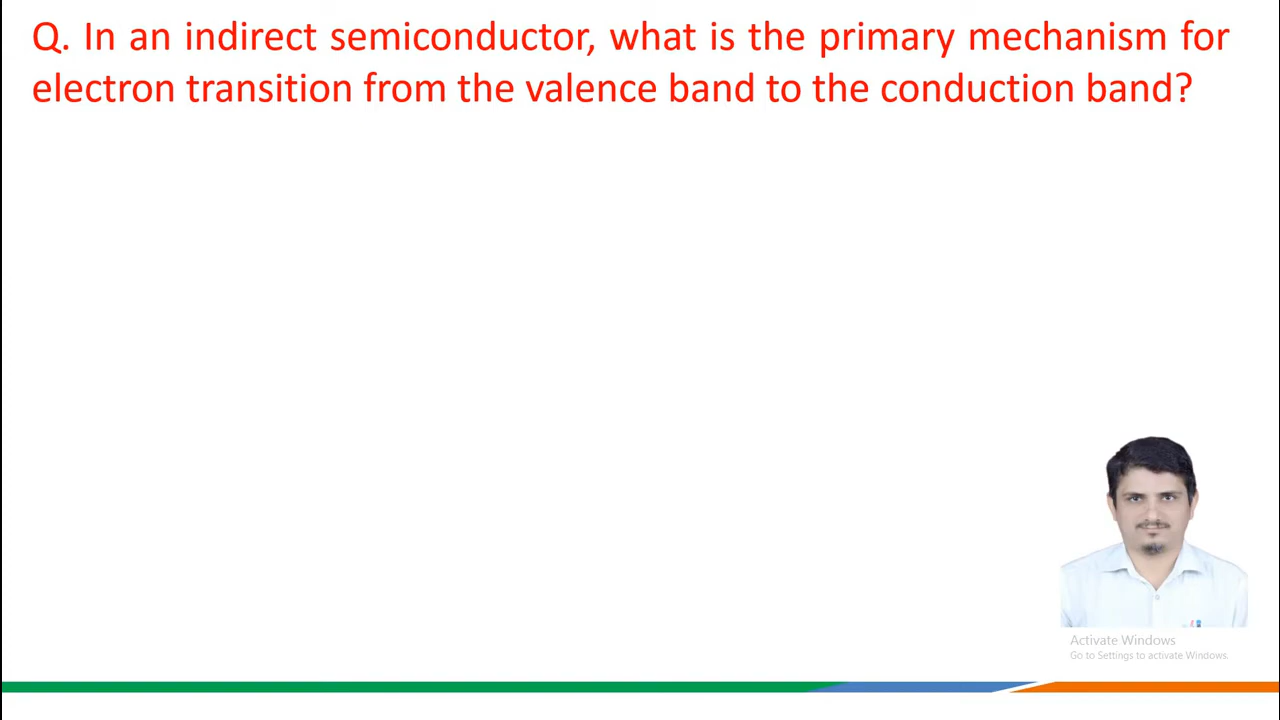 Q. In an indirect semiconductor, what is the primary mechanism for
electron transition from the valence band to the conduction band?
Activate Windows
Go to Settings to activate Windows.